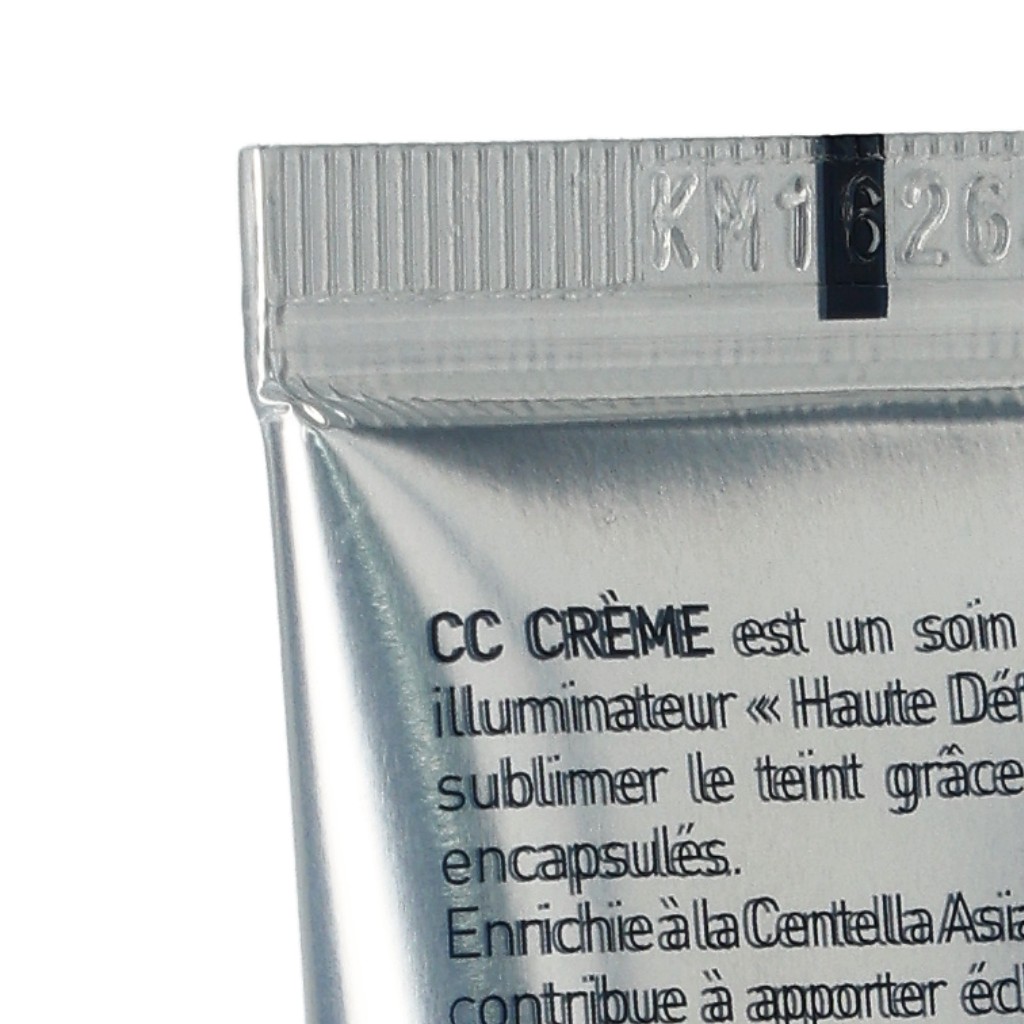 KM1626
CC CRÈME est un soin
illuminateur « Haute Déf
sublimer le teint grâce
encapsulés.
Enrichie à la Centella Asia
contribue à apporter écl